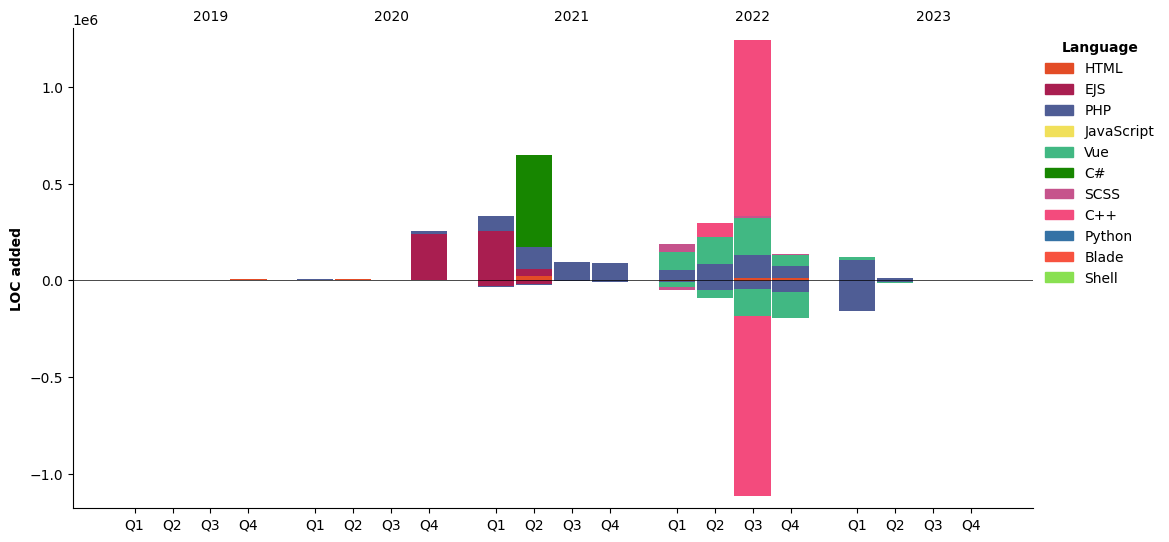 2019 2020 2021 2022 2023
1e6
Language
HTML
EJS
PHP
JavaScript
Vue
C#
SCSS
C++
Python
Blade
Shell
LOC added
1.0
0.5
0.0
−0.5
−1.0
Q1 Q2 Q3 Q4 Q1 Q2 Q3 Q4 Q1 Q2 Q3 Q4 Q1 Q2 Q3 Q4 Q1 Q2 Q3 Q4